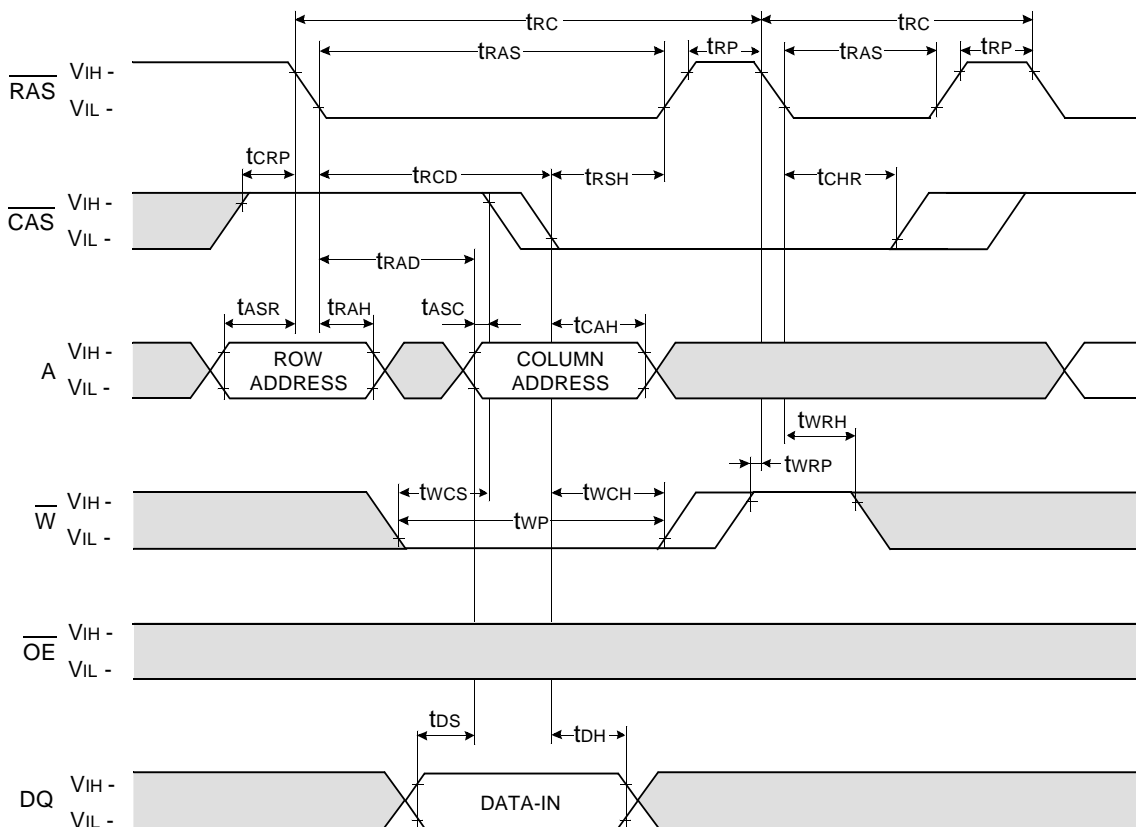 tRC tRC
tRAS tRP tRAS tRP
RAS VIH -
VIL -
tCRP tRCD tRSH tCHR
CAS VIH -
VIL -
tRAD
tASR tRAH tASC tCAH
A VIH -
VIL -
ROW
ADDRESS
COLUMN
ADDRESS
tWRH
tWRP
tWCS tWCH
tWP
W VIH -
VIL -
OE VIH -
VIL -
tDS tDH
DQ VIH -
VIL -
DATA-IN